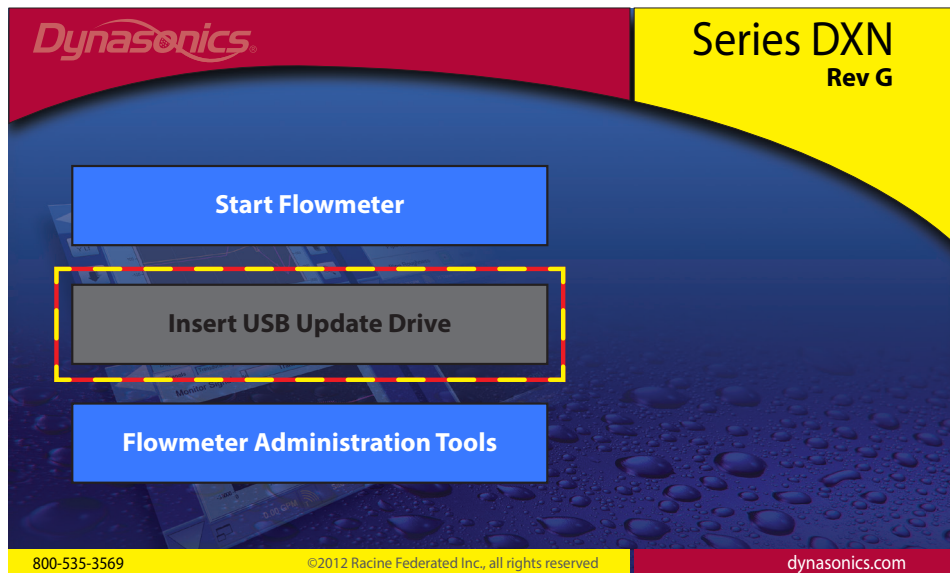 Dynasonics®
Series DXN
Rev G
Start Flowmeter
Insert USB Update Drive
Flowmeter Administration Tools
800-535-3569
©2012 Racine Federated Inc., all rights reserved
dynasonics.com